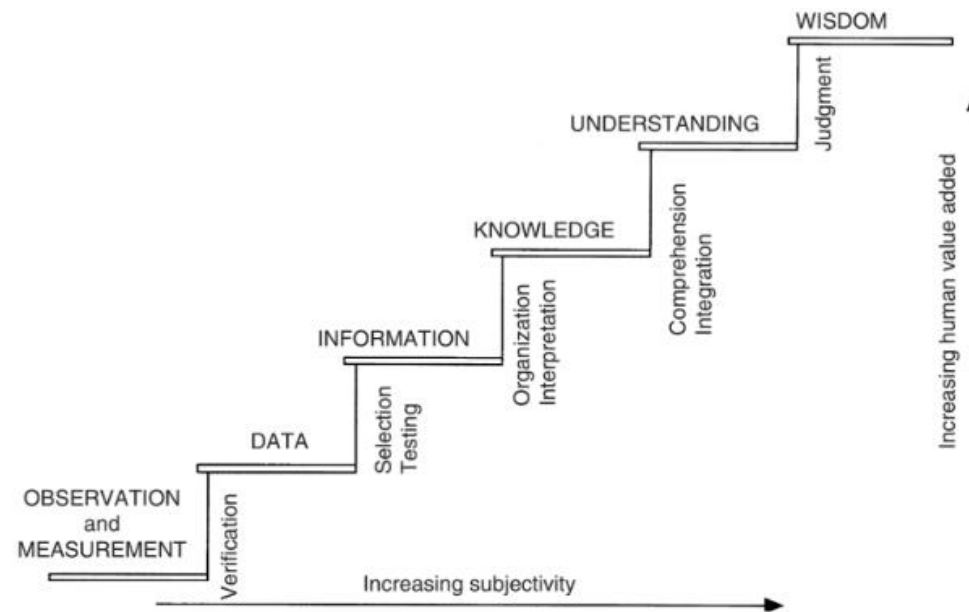 WISDOM
Judgment
UNDERSTANDING
Increasing human value added
KNOWLEDGE
Comprehension
Integration
INFORMATION
Organization
Interpretation
DATA
Selection
Testing
OBSERVATION
and
MEASUREMENT
Verification
Increasing subjectivity